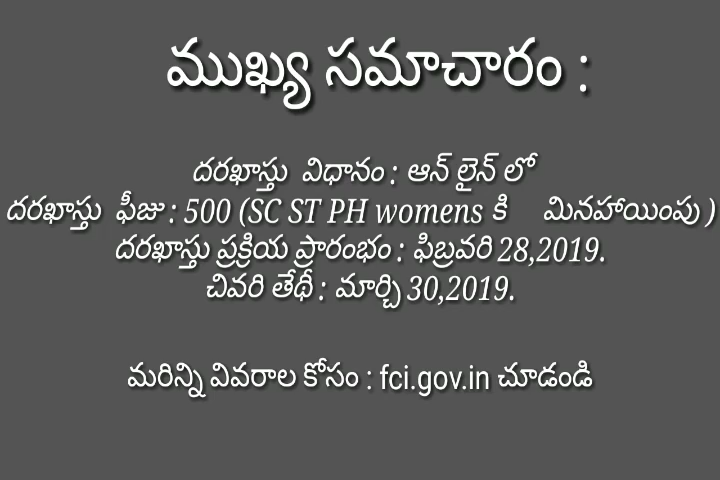 ముఖ్య సమాచారం :
దరఖాస్తు విధానం : ఆన్ లైన్ లో
దరఖాస్తు ఫీజు : 500 (SC ST PH womens కి మినహాయింపు )
దరఖాస్తు ప్రక్రియ ప్రారంభం : ఫిబ్రవరి 28,2019.
చివరి తేథీ : మార్చి 30,2019.
మరిన్ని వివరాల కోసం : fci.gov.in చూడండి